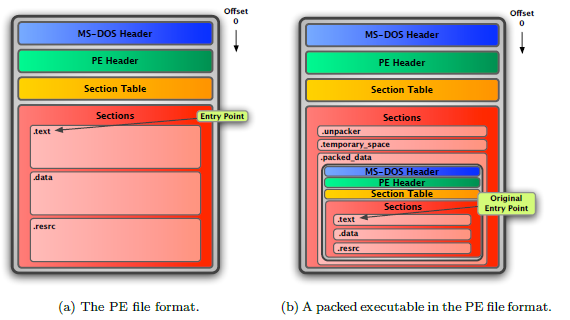 Offset
0
MS-DOS Header
PE Header
Section Table
Sections
Entry Point
.text
.data
.resrc
(a) The PE file format.
Offset
0
MS-DOS Header
PE Header
Section Table
Sections
.unpacker
.temporary_space
.packed_data
MS-DOS Header
PE Header
Section Table
Sections
Original
Entry Point
.text
.data
.resrc
(b) A packed executable in the PE file format.